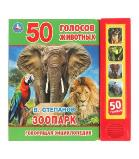 50 ГОЛОСОВ
ЖИВОТНЫХ
В. СТЕПАНОВ
ЗООПАРК
ГОВОРЯЩАЯ ЭНЦИКЛОПЕДИЯ
50